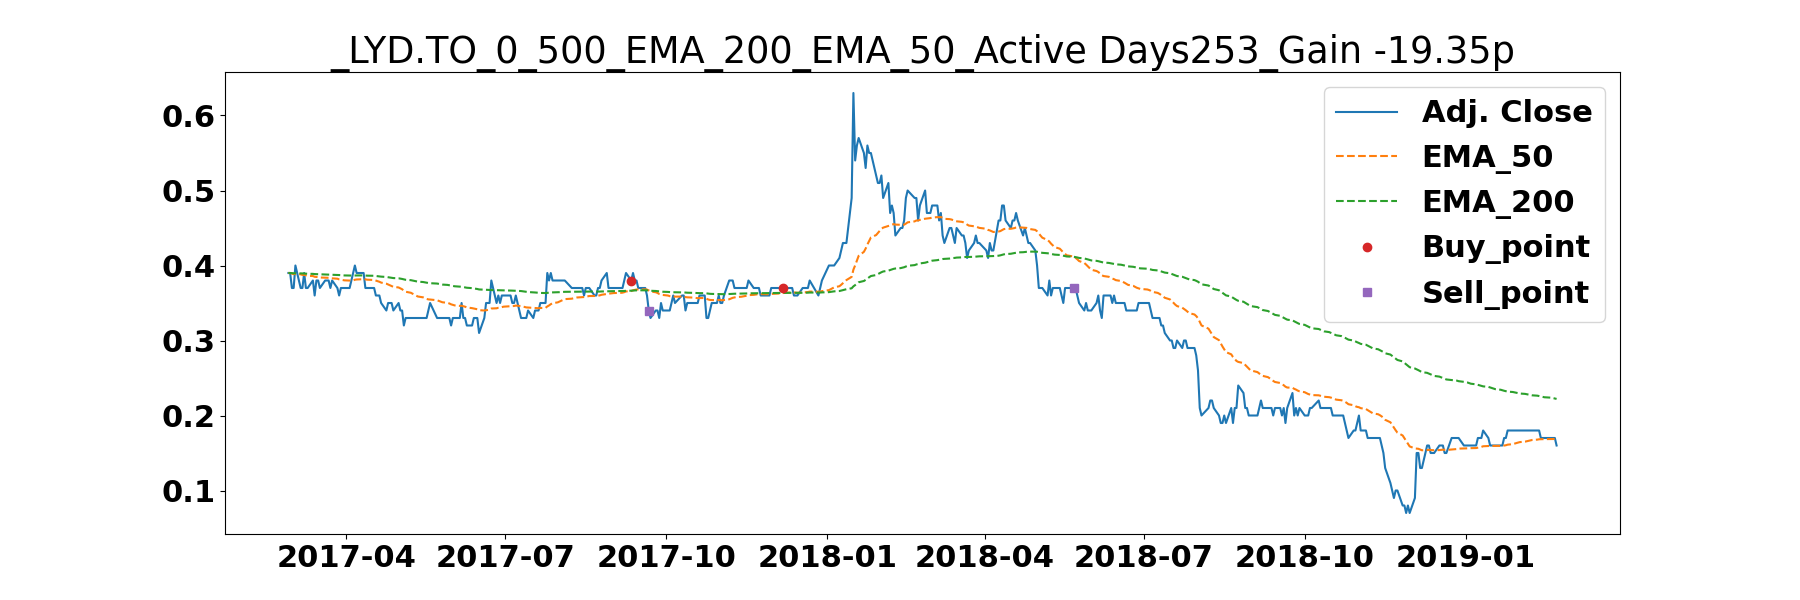 _LYD.TO_0_500_EMA_200_EMA_50_Active Days253_Gain -19.35p
0.6
0.5
0.4
0.3
0.2
0.1
Adj. Close
EMA_50
EMA_200
Buy_point
Sell_point
2017-04 2017-07 2017-10 2018-01 2018-04 2018-07 2018-10 2019-01